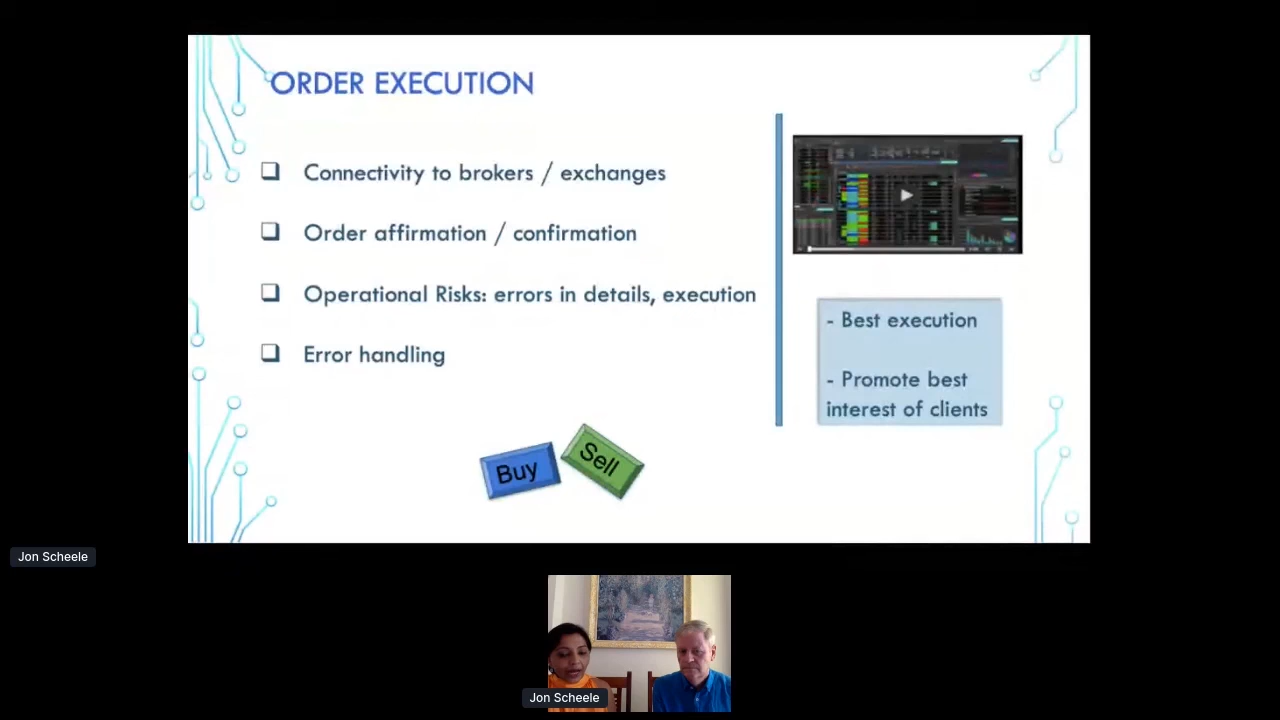 ORDER EXECUTION
Connectivity to brokers / exchanges
Order affirmation / confirmation
Operational Risks: errors in details, execution
Error handling
- Best execution
- Promote best
interest of clients
Buy
Sell
Jon Scheele
Jon Scheele